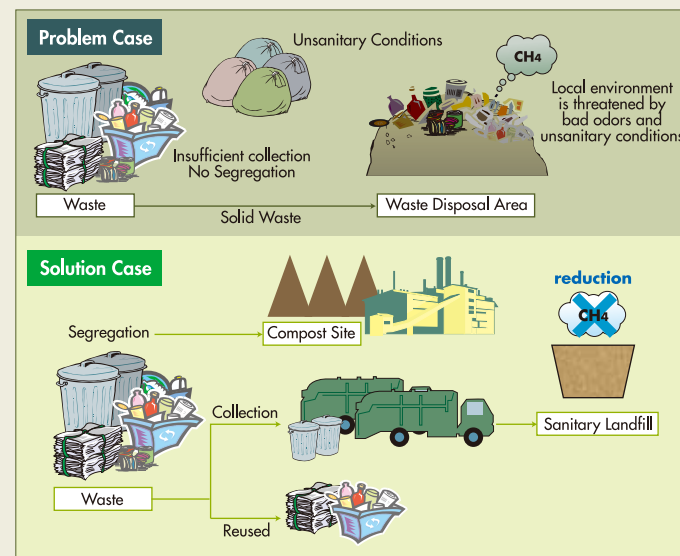 Problem Case
Unsanitary Conditions
CH4
Local environment
is threatened by
bad odors and
unsanitary conditions
Insufficient collection
No Segregation
Waste
Solid Waste
Waste Disposal Area
Solution Case
reduction
CH4
Segregation
Compost Site
Collection
Sanitary Landfill
Waste
Reused